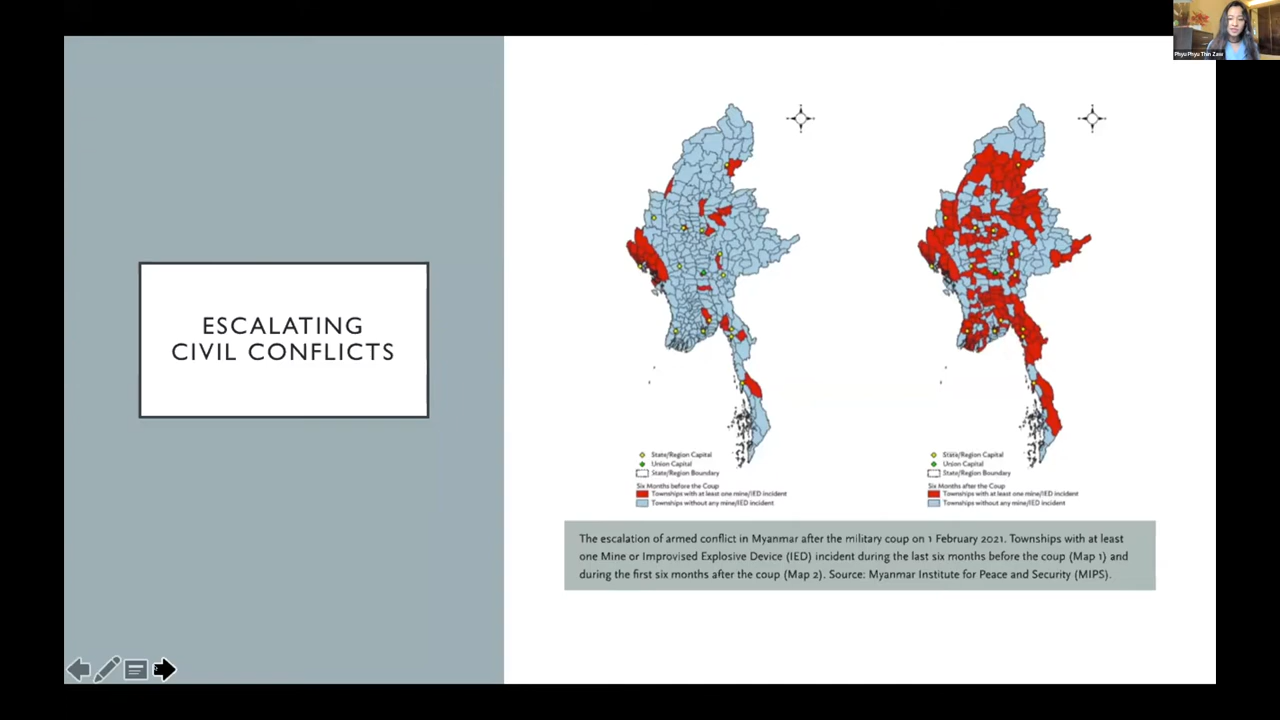 Phyu Phyu Thin Zaw
ESCALATING
CIVIL CONFLICTS
State/Region Capital
Union Capital
State/Region Boundary
Six Months before the Coup
Townships with at least one mine/IED incident
Townships without any mine/IED incident
State/Region Capital
Union Capital
State/Region Boundary
Six Months after the Coup
Townships with at least one mine/IED incident
Townships without any mine/IED incident
The escalation of armed conflict in Myanmar after the military coup on 1 February 2021. Townships with at least
one Mine or Improvised Explosive Device (IED) incident during the last six months before the coup (Map 1) and
during the first six months after the coup (Map 2). Source: Myanmar Institute for Peace and Security (MIPS).